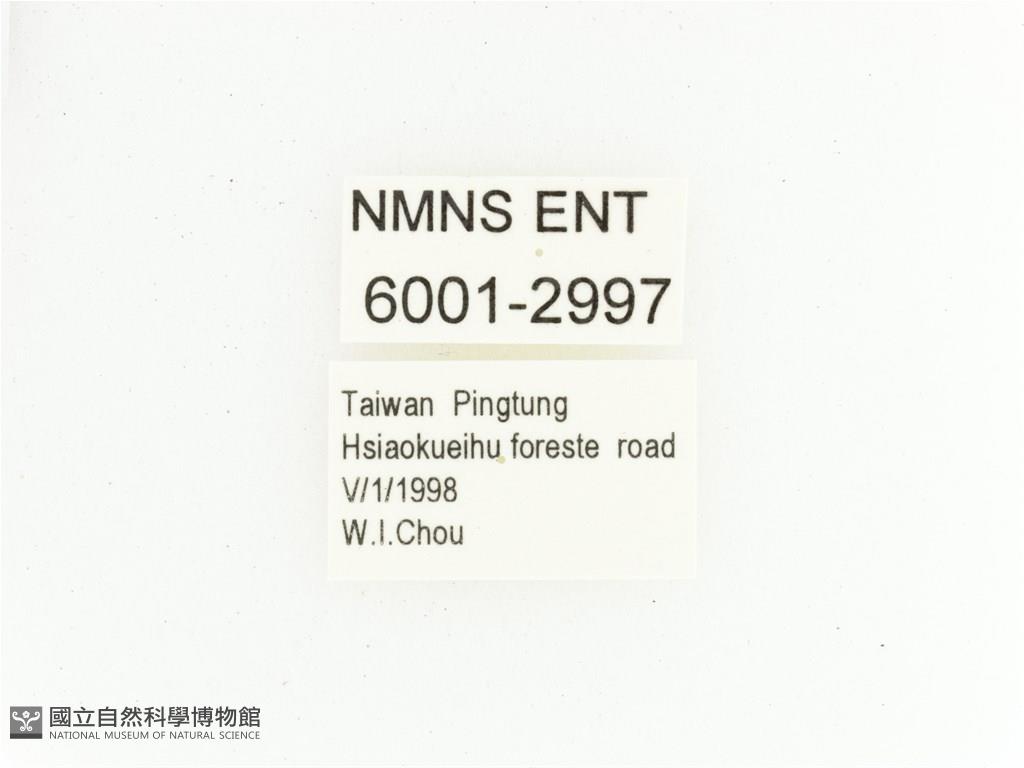 NMNS ENT
6001-2997
Taiwan Pingtung
Hsiaokueihu foreste road
V/1/1998
W.I.Chou
國立自然科學博物館
NATIONAL MUSEUM OF NATURAL SCIENCE